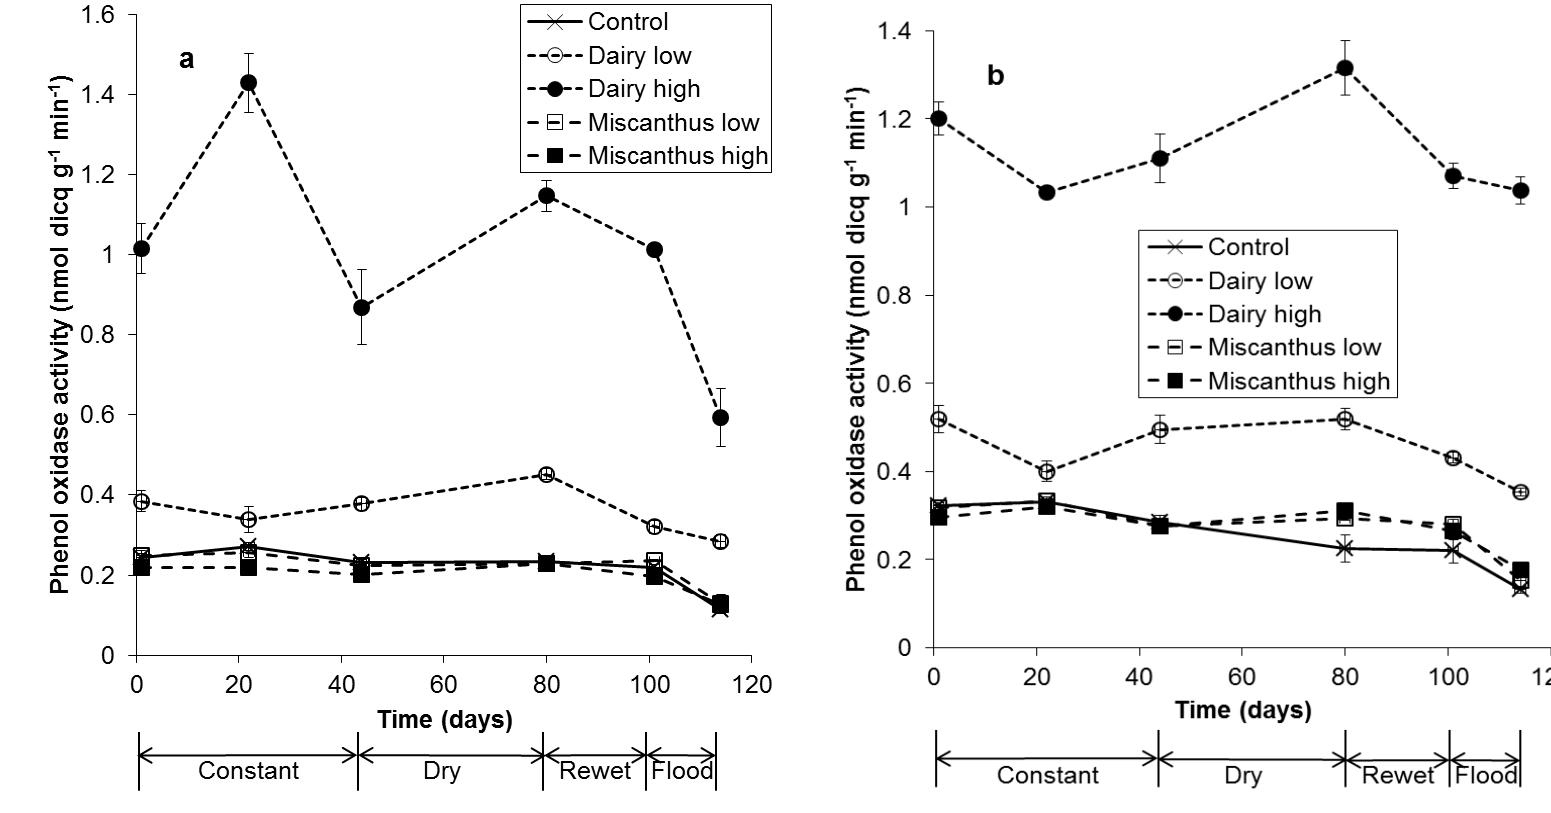 a
Phenol oxidase activity (nmol dicq g⁻¹ min⁻¹)
1.6
1.4
1.2
1
0.8
0.6
0.4
0.2
0
0 20 40 60 80 100 120
Time (days)
Constant Dry Rewet Flood
Control
Dairy low
Dairy high
Miscanthus low
Miscanthus high
b
Phenol oxidase activity (nmol dicq g⁻¹ min⁻¹)
1.4
1.2
1
0.8
0.6
0.4
0.2
0
0 20 40 60 80 100 12
Time (days)
Constant Dry Rewet Flood
Control
Dairy low
Dairy high
Miscanthus low
Miscanthus high